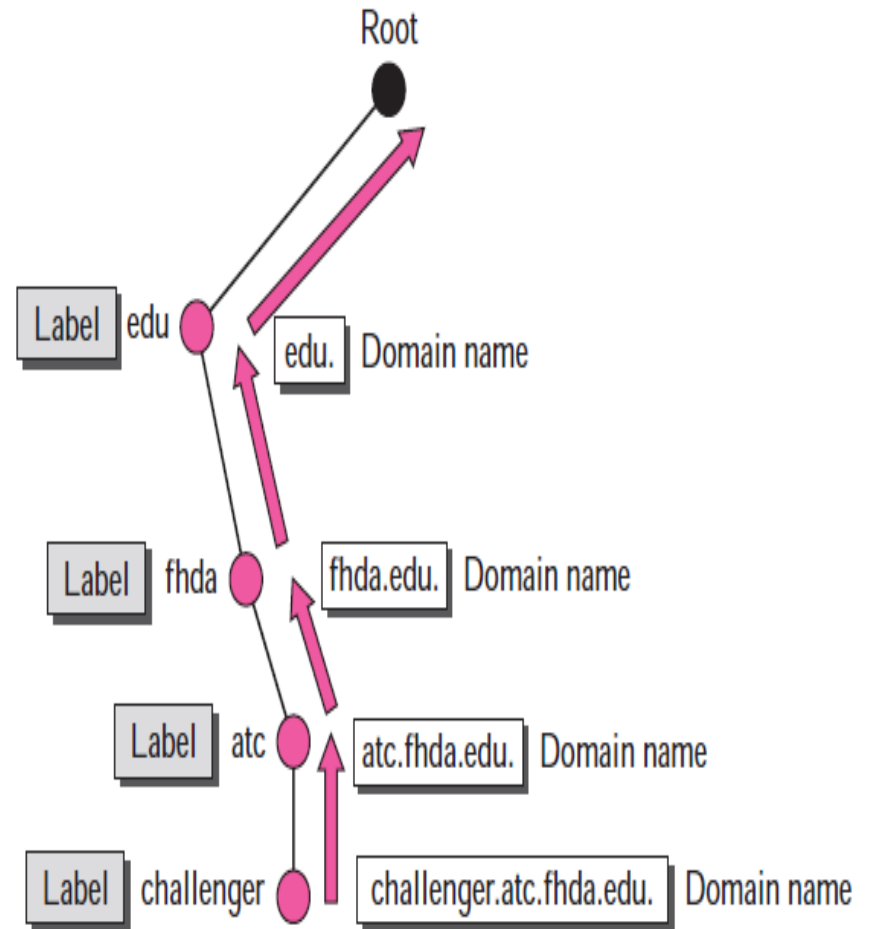 Root
Label edu
edu. Domain name
Label fhda
fhda.edu. Domain name
Label atc
atc.fhda.edu. Domain name
Label challenger
challenger.atc.fhda.edu. Domain name